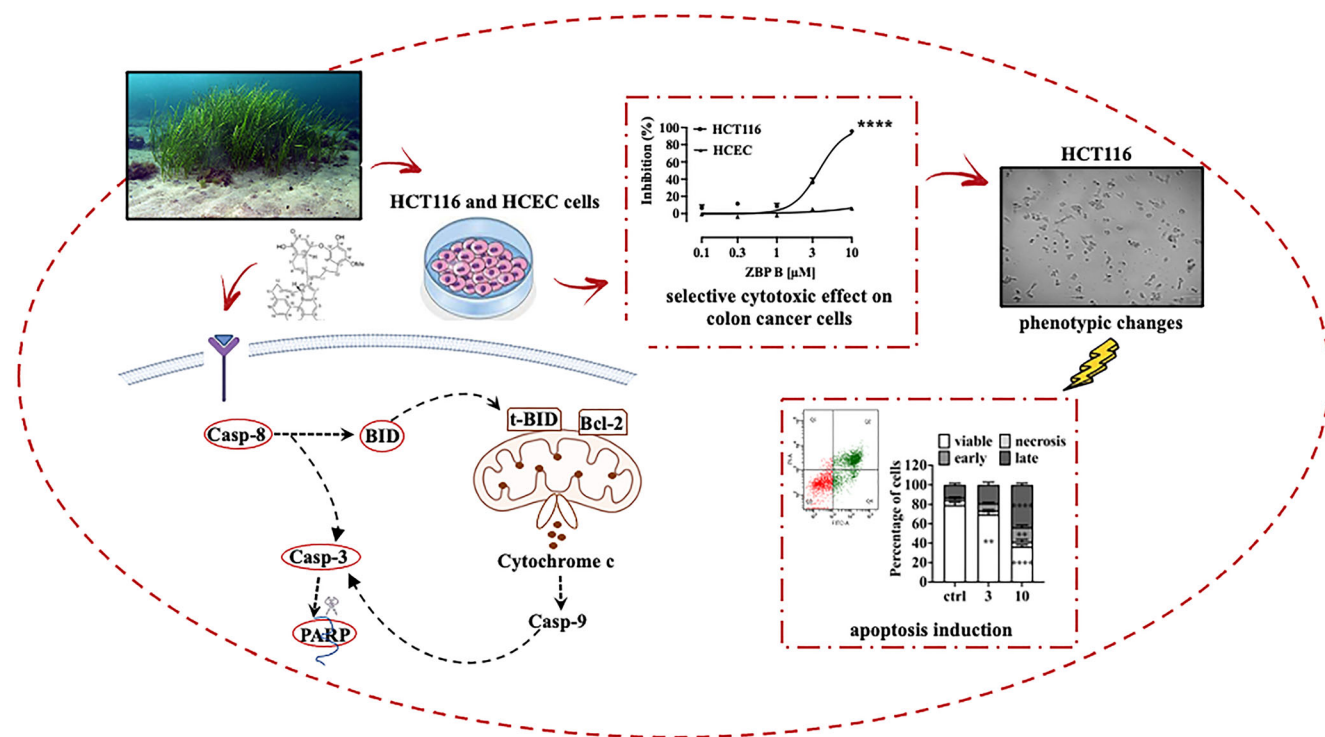 HCT116 and HCEC cells
Inhibition (%)
HCT116
HCEC
****
100
80
60
40
20
0
0.1 0.3 1 3 10
ZBP B [µM]
selective cytotoxic effect on
colon cancer cells
HCT116
phenotypic changes
Casp-8
BID
t-BID
Bcl-2
Cytochrome c
Casp-9
Casp-3
PARP
FITC-A
viable necrosis
early late
Percentage of cells
120
100
80
60
40
20
0
**
****
**
****
ctrl 3 10
apoptosis induction